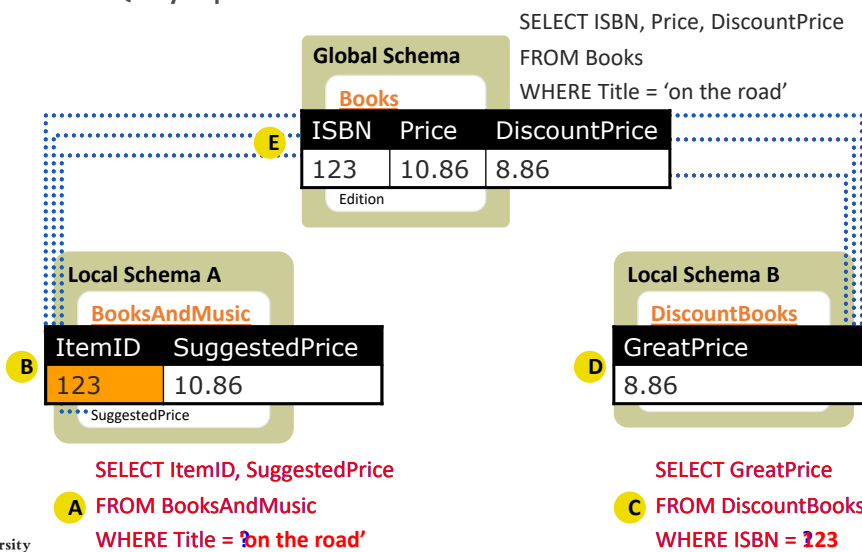 SELECT ISBN, Price, DiscountPrice
FROM Books
WHERE Title = ‘on the road’
Global Schema
Books
E
ISBN Price DiscountPrice
123 10.86 8.86
Edition
Local Schema A
BooksAndMusic
B
ItemID SuggestedPrice
123 10.86
SuggestedPrice
Local Schema B
DiscountBooks
D
GreatPrice
8.86
SELECT ItemID, SuggestedPrice
A FROM BooksAndMusic
WHERE Title = ‘on the road’
SELECT GreatPrice
C FROM DiscountBooks
WHERE ISBN = 123
rsity